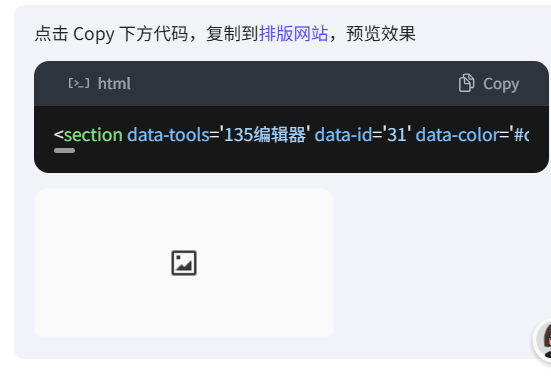 点击 Copy 下方代码，复制到排版网站，预览效果
html
Copy
<section data-tools='135编辑器' data-id='31' data-color='#c